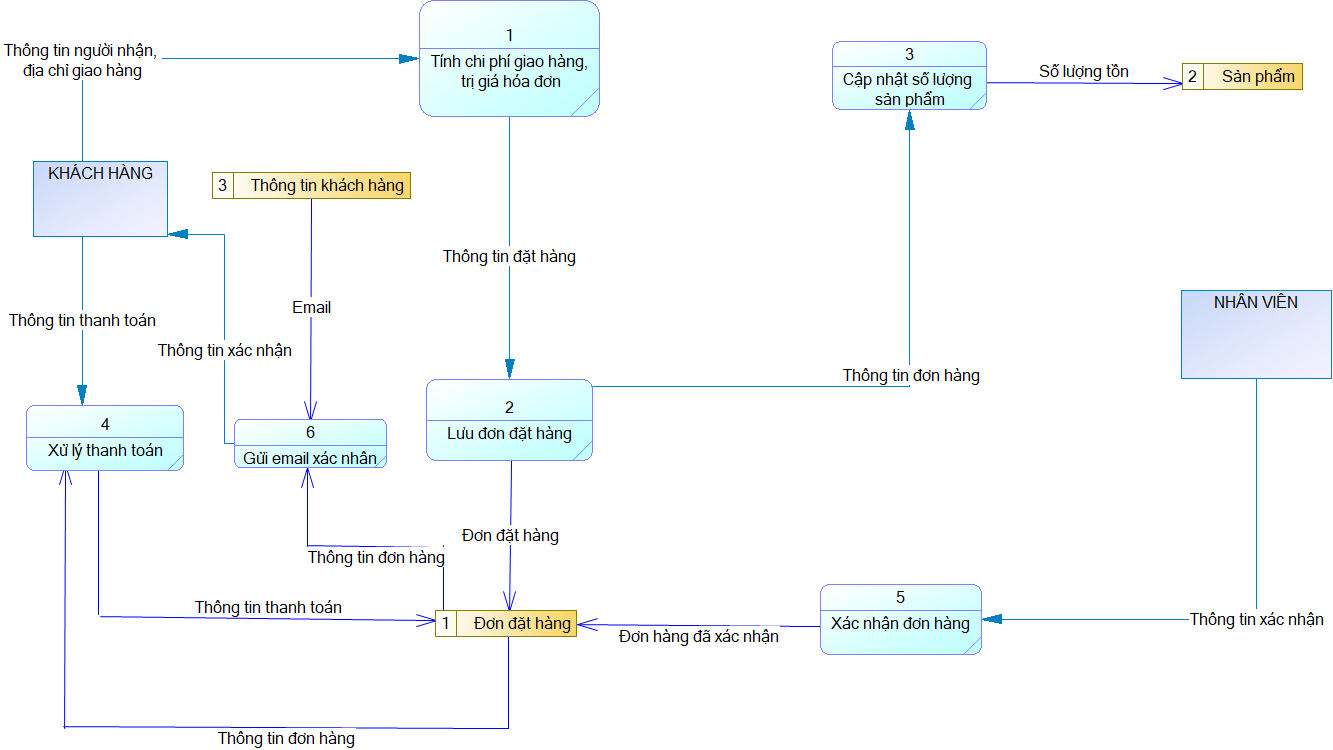 1
Tính chi phí giao hàng,
trị giá hóa đơn
Thông tin người nhận,
địa chỉ giao hàng
3
Cập nhật số lượng
sản phẩm
Số lượng tồn
2 Sản phẩm
KHÁCH HÀNG
3 Thông tin khách hàng
Thông tin đặt hàng
Email
NHÂN VIÊN
Thông tin thanh toán
Thông tin xác nhận
Thông tin đơn hàng
4
Xử lý thanh toán
6
Gửi email xác nhân
2
Lưu đơn đặt hàng
Đơn đặt hàng
Thông tin đơn hàng
Thông tin thanh toán
1 Đơn đặt hàng
Đơn hàng đã xác nhận
5
Xác nhận đơn hàng
Thông tin xác nhận
Thông tin đơn hàng